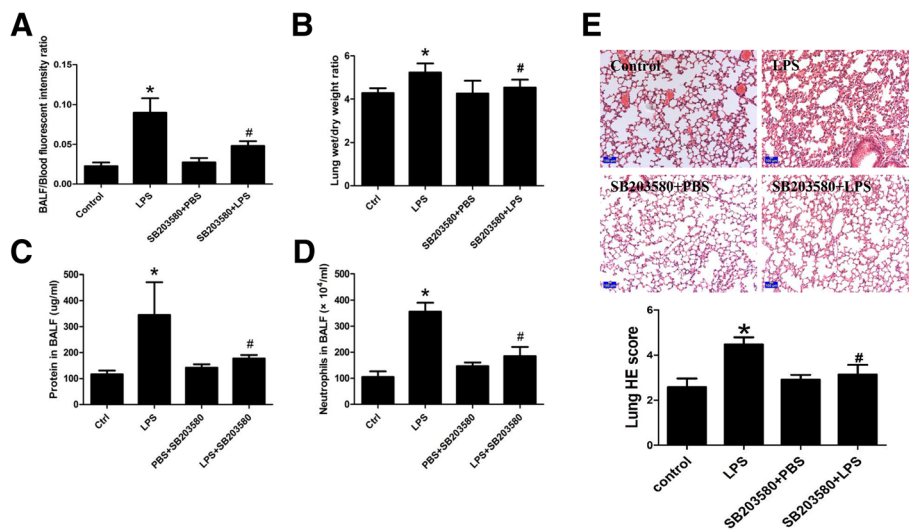 A
BALF/Blood fluorescent intensity ratio
0.15
0.10
0.05
0.00
*
#
Control
LPS
SB203580+PBS
SB203580+LPS
B
Lung wet/dry weight ratio
6
4
2
0
*
#
Ctrl
LPS
SB203580+PBS
SB203580+LPS
C
Protein in BALF (ug/ml)
500
400
300
200
100
0
*
#
Ctrl
LPS
PBS+SB203580
LPS+SB203580
D
Neutrophils in BALF (× 10⁴/ml)
500
400
300
200
100
0
*
#
Ctrl
LPS
PBS+SB203580
LPS+SB203580
E
Control
LPS
SB203580+PBS
SB203580+LPS
Lung HE score
6
4
2
0
*
#
control
LPS
SB203580+PBS
SB203580+LPS